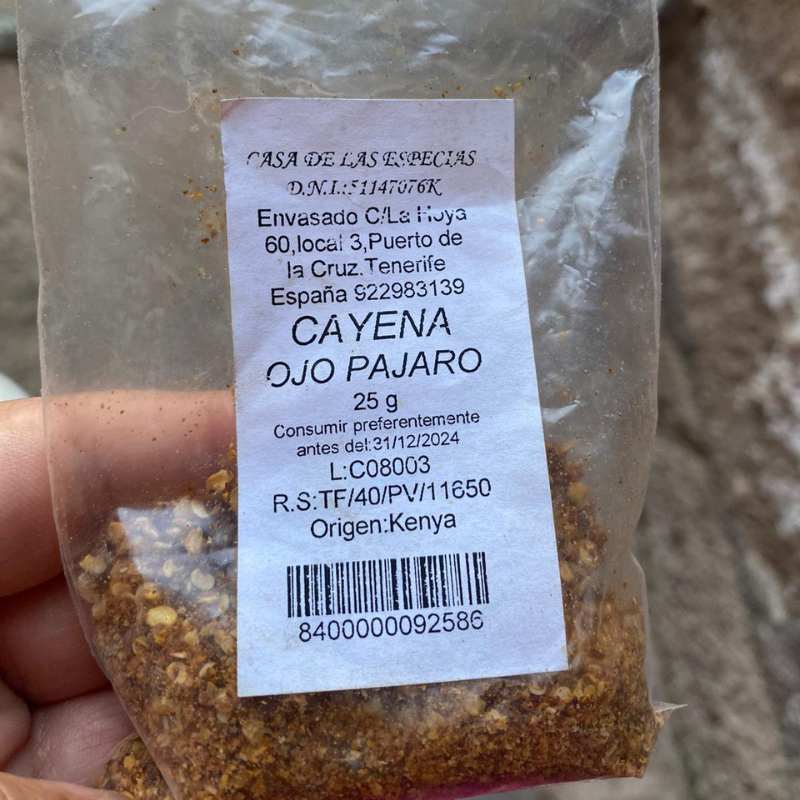 CASA DE LAS ESPECIAS
D.N.I.:51147076K
Envasado C/La Hoya
60,local 3,Puerto de
la Cruz.Tenerife
España 922983139
CAYENA
OJO PAJARO
25 g
Consumir preferentemente
antes del:31/12/2024
L:C08003
R.S:TF/40/PV/11650
Origen:Kenya
8400000092586